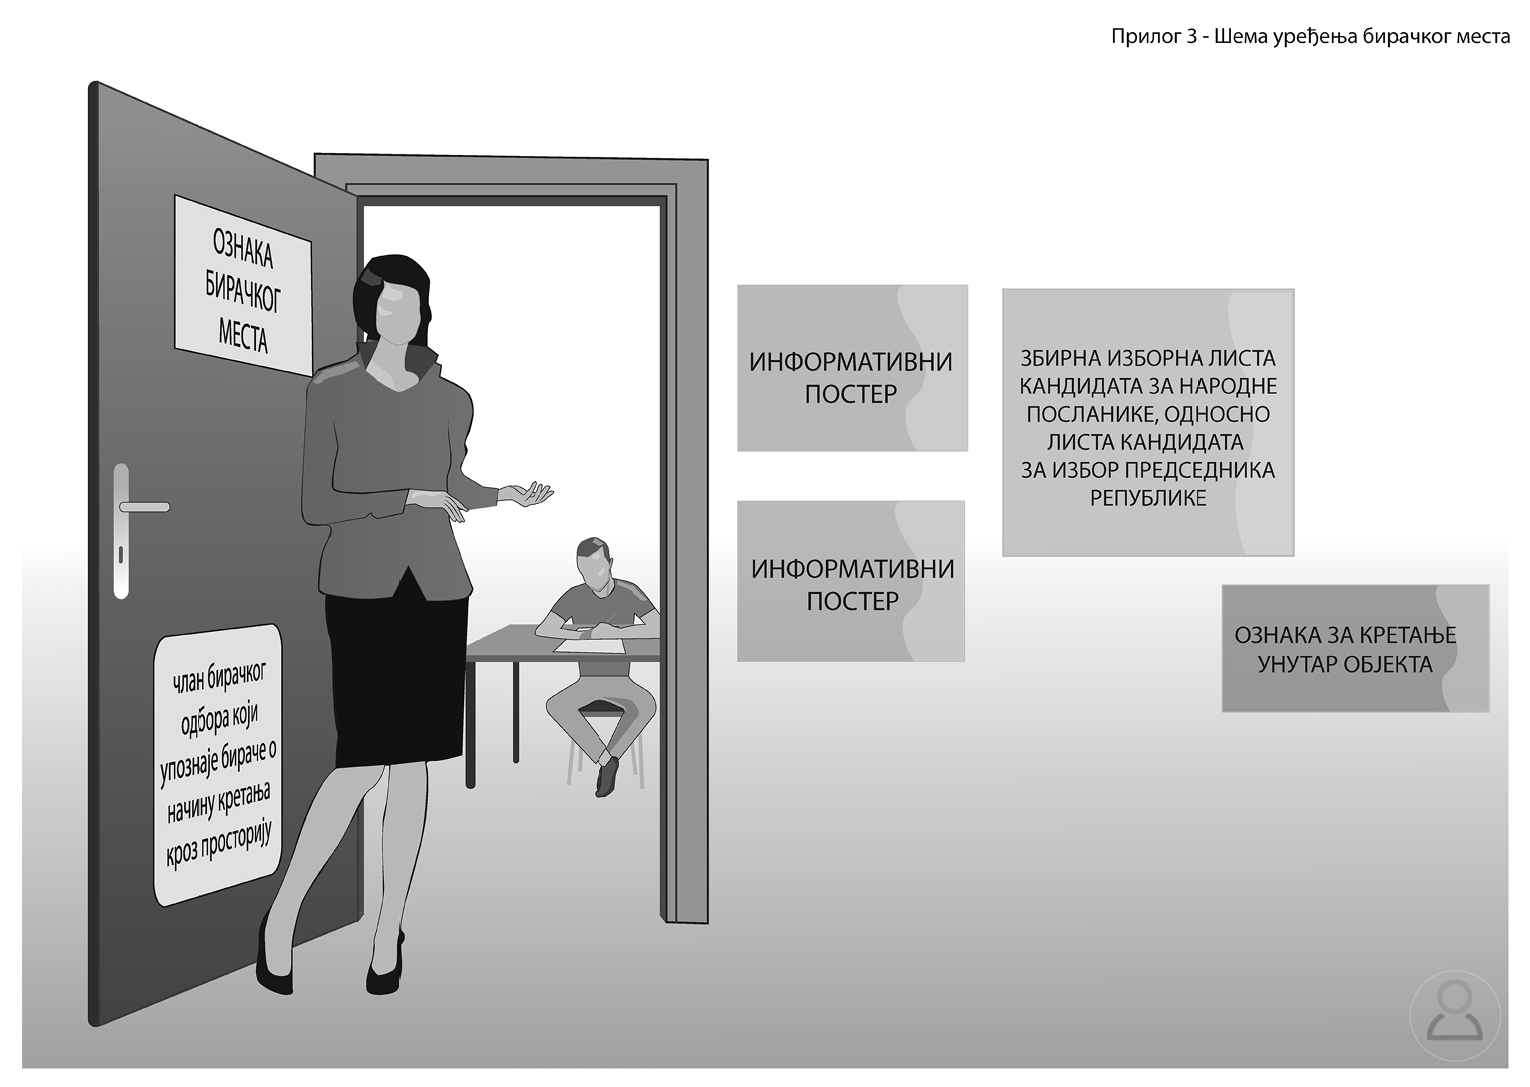 Прилог 3 - Шема уређења бирачког места
ОЗНАКА
БИРАЧКОГ
МЕСТА
члан бирачког
одбора који
упознаје бираче о
начину кретања
кроз просторију
ИНФОРМАТИВНИ
ПОСТЕР
ИНФОРМАТИВНИ
ПОСТЕР
ЗБИРНА ИЗБОРНА ЛИСТА
КАНДИДАТА ЗА НАРОДНЕ
ПОСЛАНИКЕ, ОДНОСНО
ЛИСТА КАНДИДАТА
ЗА ИЗБОР ПРЕДСЕДНИКА
РЕПУБЛИКЕ
ОЗНАКА ЗА КРЕТАЊЕ
УНУТАР ОБЈЕКТА